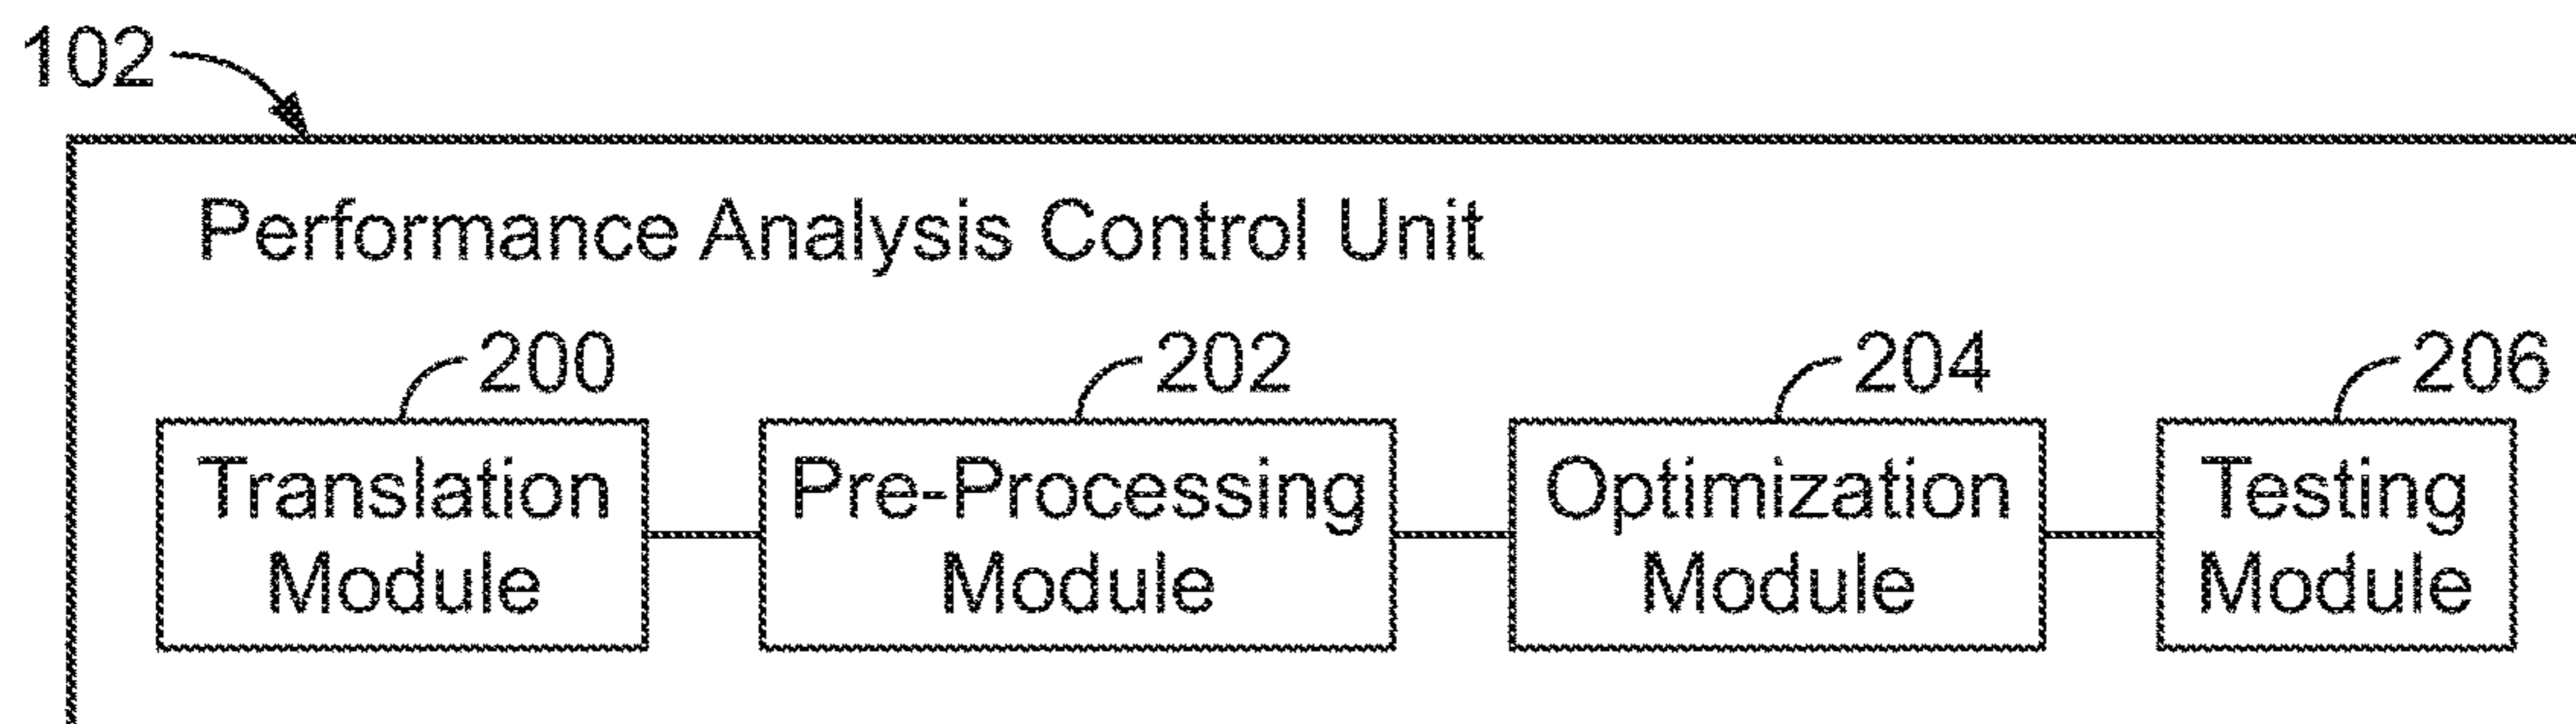 102
Performance Analysis Control Unit
200
202
204
206
Translation
Module
Pre-Processing
Module
Optimization
Module
Testing
Module